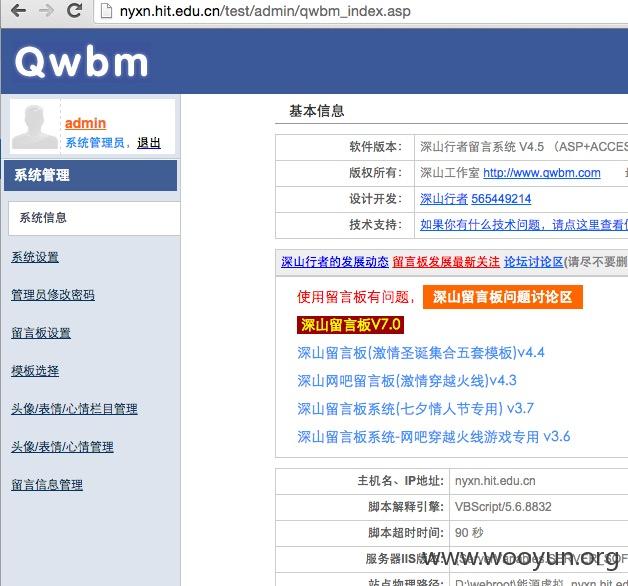 nyxn.hit.edu.cn/test/admin/qwbm_index.asp
Qwbm
admin
系统管理员，退出
系统管理
系统信息
系统设置
管理员修改密码
留言板设置
模板选择
头像/表情/心情栏目管理
头像/表情/心情管理
留言信息管理
基本信息
软件版本： 深山行者留言系统 V4.5 （ASP+ACCES
版权所有： 深山工作室 http://www.qwbm.com
设计开发： 深山行者 565449214
技术支持： 如果你有什么技术问题，请点这里查看
深山行者的发展动态 留言板发展最新关注 论坛讨论区(请尽不要删
使用留言板有问题， 深山留言板问题讨论区
深山留言板V7.0
深山留言板(激情圣诞集合五套模板)v4.4
深山网吧留言板(激情穿越火线)v4.3
深山留言板系统(七夕情人节专用) v3.7
深山留言板系统-网吧穿越火线游戏专用 v3.6
主机名、IP地址: nyxn.hit.edu.cn
脚本解释引擎: VBScript/5.6.8832
脚本超时时间: 90 秒
服务器IIS版本:
www.wooyun.org
站点物理路径: D:\webroot\能源虚拟 nyxn.hit.edu